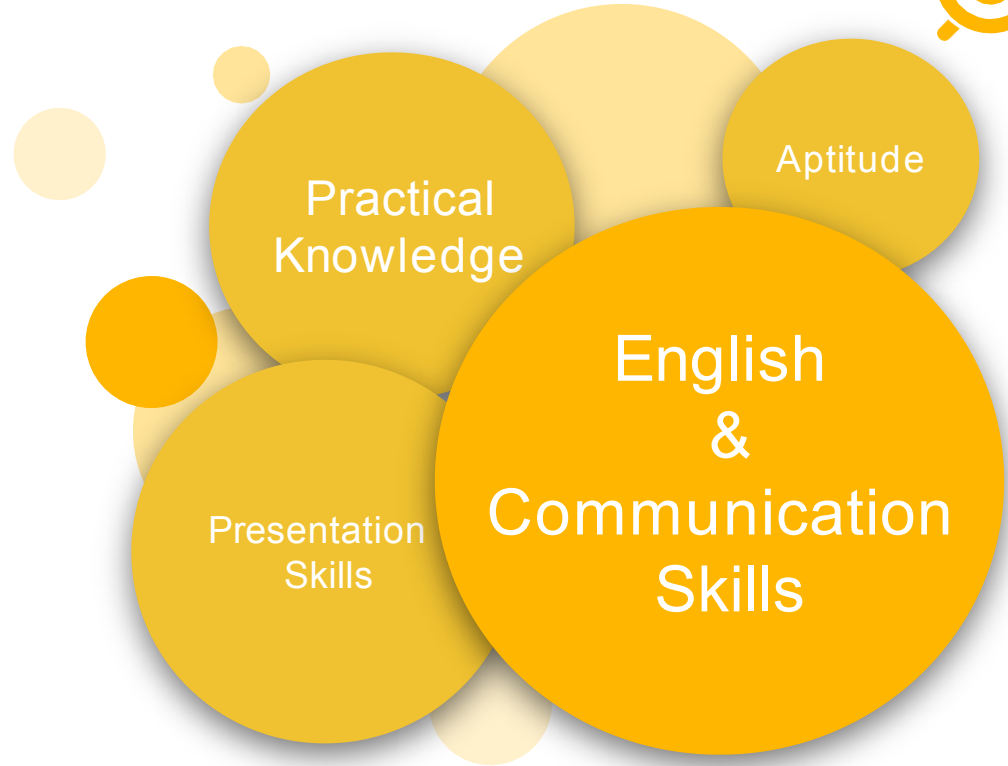 Aptitude
Practical
Knowledge
English
&
Communication
Skills
Presentation
Skills